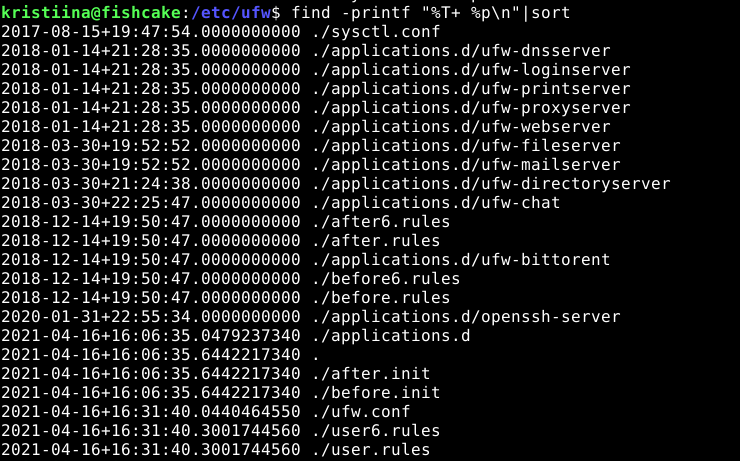 kristiina@fishcake:/etc/ufw$ find -printf "%T+ %p\n"|sort
2017-08-15+19:47:54.0000000000 ./sysctl.conf
2018-01-14+21:28:35.0000000000 ./applications.d/ufw-dnsserver
2018-01-14+21:28:35.0000000000 ./applications.d/ufw-loginserver
2018-01-14+21:28:35.0000000000 ./applications.d/ufw-printserver
2018-01-14+21:28:35.0000000000 ./applications.d/ufw-proxyserver
2018-01-14+21:28:35.0000000000 ./applications.d/ufw-webserver
2018-03-30+19:52:52.0000000000 ./applications.d/ufw-fileserver
2018-03-30+19:52:52.0000000000 ./applications.d/ufw-mailserver
2018-03-30+21:24:38.0000000000 ./applications.d/ufw-directoryserver
2018-03-30+22:25:47.0000000000 ./applications.d/ufw-chat
2018-12-14+19:50:47.0000000000 ./after6.rules
2018-12-14+19:50:47.0000000000 ./after.rules
2018-12-14+19:50:47.0000000000 ./applications.d/ufw-bittorent
2018-12-14+19:50:47.0000000000 ./before6.rules
2018-12-14+19:50:47.0000000000 ./before.rules
2020-01-31+22:55:34.0000000000 ./applications.d/openssh-server
2021-04-16+16:06:35.0479237340 ./applications.d
2021-04-16+16:06:35.6442217340 .
2021-04-16+16:06:35.6442217340 ./after.init
2021-04-16+16:06:35.6442217340 ./before.init
2021-04-16+16:31:40.0440464550 ./ufw.conf
2021-04-16+16:31:40.3001744560 ./user6.rules
2021-04-16+16:31:40.3001744560 ./user.rules